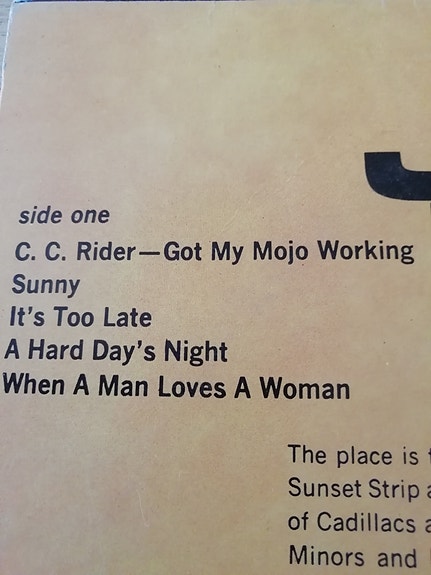 side one
C. C. Rider—Got My Mojo Working
Sunny
It's Too Late
A Hard Day's Night
When A Man Loves A Woman
The place is
Sunset Strip
of Cadillacs
Minors and